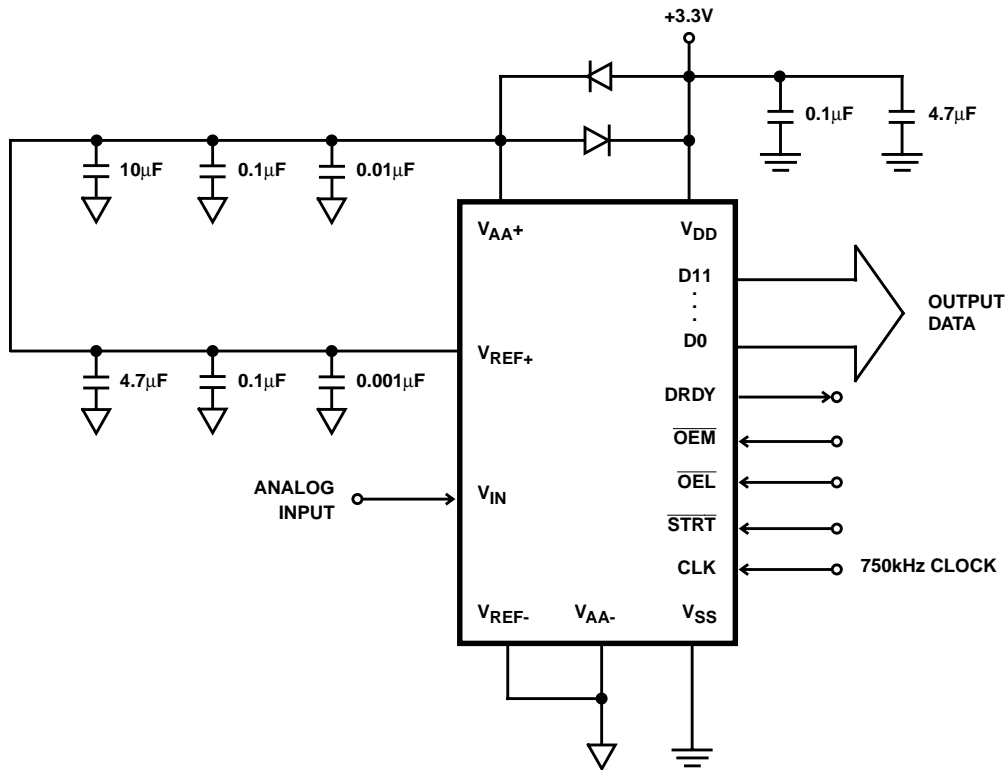 +3.3V
0.1µF
4.7µF
10µF
0.1µF
0.01µF
VAA+
VDD
D11
.
.
.
D0
OUTPUT
DATA
4.7µF
0.1µF
0.001µF
VREF+
DRDY
OEM
OEL
ANALOG
INPUT
VIN
STRT
CLK
750kHz CLOCK
VREF-
VAA-
VSS